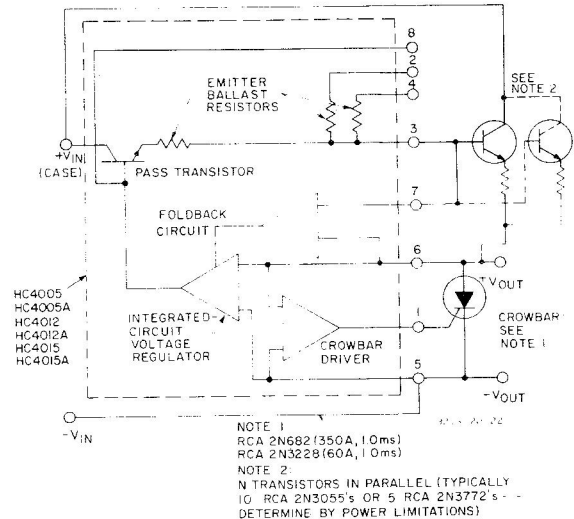 8
2
4
EMITTER
BALLAST
RESISTORS
SEE
NOTE 2
3
+VIN
(CASE)
PASS TRANSISTOR
7
FOLDBACK
CIRCUIT
6
+VOUT
HC4005
HC4005A
HC4012
HC4012A
HC4015
HC4015A
INTEGRATED
CIRCUIT
VOLTAGE
REGULATOR
CROWBAR
DRIVER
1
CROWBAR
SEE
NOTE 1
5
-VOUT
-VIN
NOTE 1
RCA 2N682 (350A, 1.0ms)
RCA 2N3228 (60A, 1.0ms)
NOTE 2:
N TRANSISTORS IN PARALLEL (TYPICALLY
10 RCA 2N3055's OR 5 RCA 2N3772's - -
DETERMINE BY POWER LIMITATIONS)